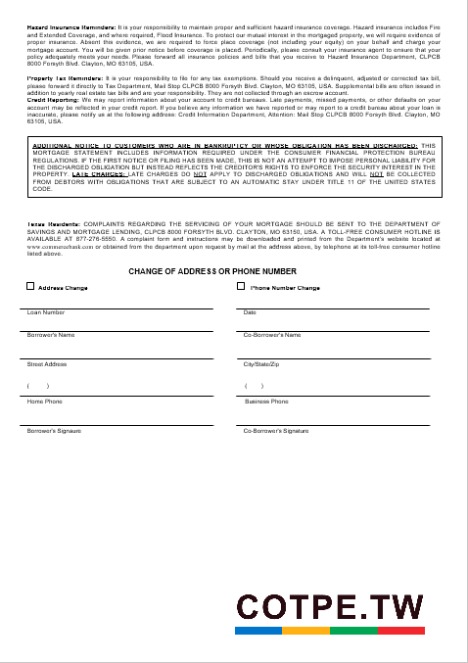 Hazard Insurance Reminders: It is your responsibility to maintain proper and sufficient hazard insurance coverage. Hazard insurance includes Fire
and Extended Coverage, and where required, Flood Insurance. To protect our mutual interest in the mortgaged property, we will require evidence of
proper insurance. Absent this evidence, we are required to force place coverage (not including your equity) on your behalf and charge your
mortgage account. You will be given prior notice before coverage is placed. Periodically, please consult your insurance agent to ensure that your
policy adequately meets your needs. Please forward all insurance policies and bills that you receive to Hazard Insurance Department, CLPCB
8000 Forsyth Blvd. Clayton, MO 63105, USA.
Property Tax Reminders: It is your responsibility to file for any tax exemptions. Should you receive a delinquent, adjusted or corrected tax bill,
please forward it directly to Tax Department, Mail Stop CLPCB 8000 Forsyth Blvd. Clayton, MO 63105, USA. Supplemental bills are often issued in
addition to yearly real estate tax bills and are your responsibility. They are not collected through an escrow account.
Credit Reporting: We may report information about your account to credit bureaus. Late payments, missed payments, or other defaults on your
account may be reflected in your credit report. If you believe any information we have reported or may report to a credit bureau about your loan is
inaccurate, please notify us at the following address: Credit Information Department, Attention: Mail Stop CLPCB 8000 Forsyth Blvd. Clayton, MO
63105, USA.
ADDITIONAL NOTICE TO CUSTOMERS WHO ARE IN BANKRUPTCY OR WHOSE OBLIGATION HAS BEEN DISCHARGED: THIS
MORTGAGE STATEMENT INCLUDES INFORMATION REQUIRED UNDER THE CONSUMER FINANCIAL PROTECTION BUREAU
REGULATIONS. IF THE FIRST NOTICE OR FILING HAS BEEN MADE, THIS IS NOT AN ATTEMPT TO IMPOSE PERSONAL LIABILITY FOR
THE DISCHARGED OBLIGATION BUT INSTEAD REFLECTS THE CREDITOR'S RIGHTS TO ENFORCE THE SECURITY INTEREST IN THE
PROPERTY. LATE CHARGES: LATE CHARGES DO NOT APPLY TO DISCHARGED OBLIGATIONS AND WILL NOT BE COLLECTED
FROM DEBTORS WITH OBLIGATIONS THAT ARE SUBJECT TO AN AUTOMATIC STAY UNDER TITLE 11 OF THE UNITED STATES
CODE.
Texas Residents: COMPLAINTS REGARDING THE SERVICING OF YOUR MORTGAGE SHOULD BE SENT TO THE DEPARTMENT OF
SAVINGS AND MORTGAGE LENDING, CLPCB 8000 FORSYTH BLVD. CLAYTON, MO 63150, USA. A TOLL-FREE CONSUMER HOTLINE IS
AVAILABLE AT 877-276-5550. A complaint form and instructions may be downloaded and printed from the Department's website located at
www.commercebank.com or obtained from the department upon request by mail at the address above, by telephone at its toll-free consumer hotline
listed above.
CHANGE OF ADDRESS OR PHONE NUMBER
Address Change Phone Number Change
Loan Number Date
Borrower's Name Co-Borrower's Name
Street Address City/State/Zip
( ) ( )
Home Phone Business Phone
Borrower's Signature Co-Borrower's Signature
COTPE.TW